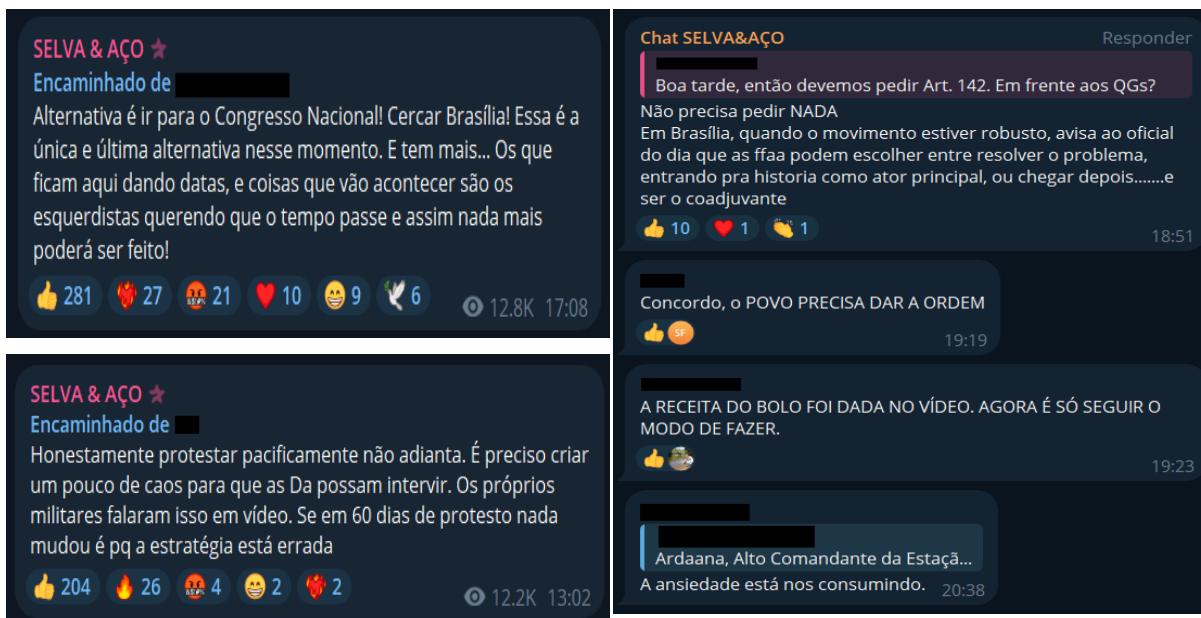 SELVA & AÇO
Encaminhado de
Alternativa é ir para o Congresso Nacional! Cercar Brasília! Essa é a
única e última alternativa nesse momento. E tem mais... Os que
ficam aqui dando datas, e coisas que vão acontecer são os
esquerdistas querendo que o tempo passe e assim nada mais
poderá ser feito!
281 27 21 10 9 6 12.8K 17:08
SELVA & AÇO
Encaminhado de
Honestamente protestar pacificamente não adianta. É preciso criar
um pouco de caos para que as Da possam intervir. Os próprios
militares falaram isso em vídeo. Se em 60 dias de protesto nada
mudou é pq a estratégia está errada
204 26 4 2 2 12.2K 13:02
Chat SELVA&AÇO Responder
Boa tarde, então devemos pedir Art. 142. Em frente aos QGs?
Não precisa pedir NADA
Em Brasília, quando o movimento estiver robusto, avisa ao oficial
do dia que as ffaa podem escolher entre resolver o problema,
entrando pra historia como ator principal, ou chegar depois.......e
ser o coadjuvante
10 1 1 18:51
Concordo, o POVO PRECISA DAR A ORDEM
SF 19:19
A RECEITA DO BOLO FOI DADA NO VÍDEO. AGORA É SÓ SEGUIR O
MODO DE FAZER.
19:23
Ardaana, Alto Comandante da Estaçã...
A ansiedade está nos consumindo. 20:38